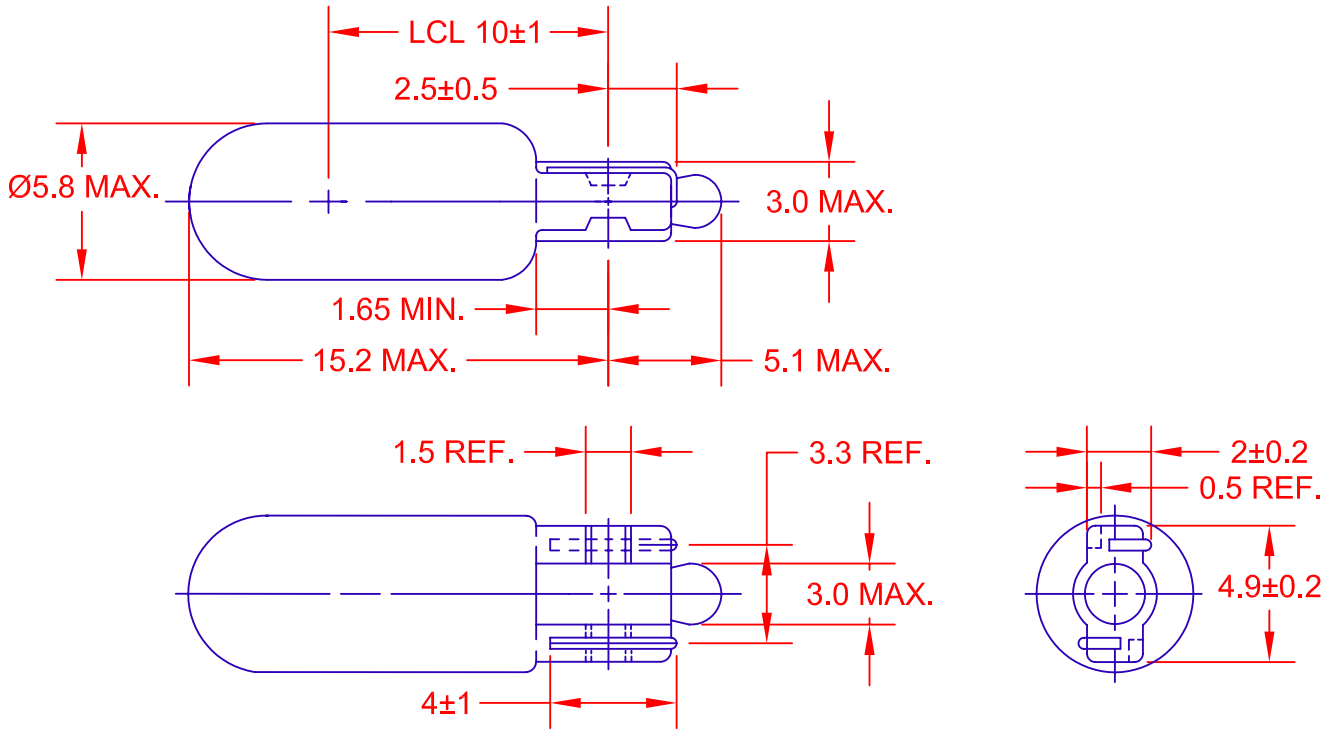 LCL 10±1
2.5±0.5
Ø5.8 MAX.
3.0 MAX.
1.65 MIN.
15.2 MAX.
5.1 MAX.
1.5 REF.
3.3 REF.
2±0.2
0.5 REF.
3.0 MAX.
4.9±0.2
4±1